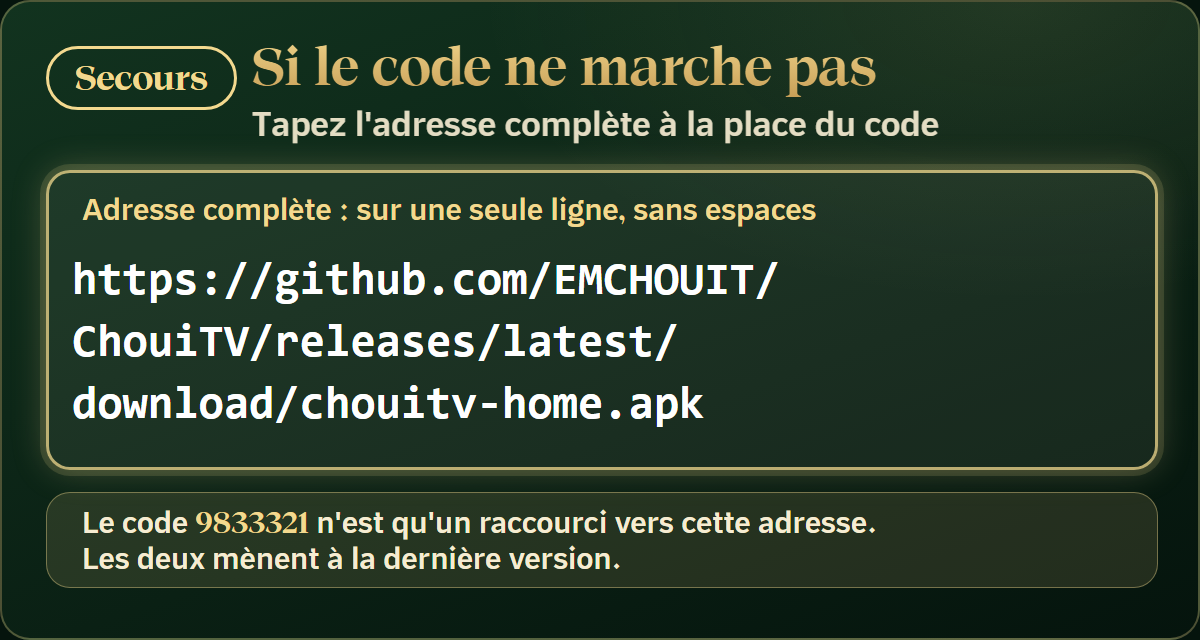 Secours
Si le code ne marche pas
Tapez l'adresse complète à la place du code
Adresse complète : sur une seule ligne, sans espaces
https://github.com/EMCHOUIT/
ChouiTV/releases/latest/
download/chouitv-home.apk
Le code 9833321 n'est qu'un raccourci vers cette adresse.
Les deux mènent à la dernière version.